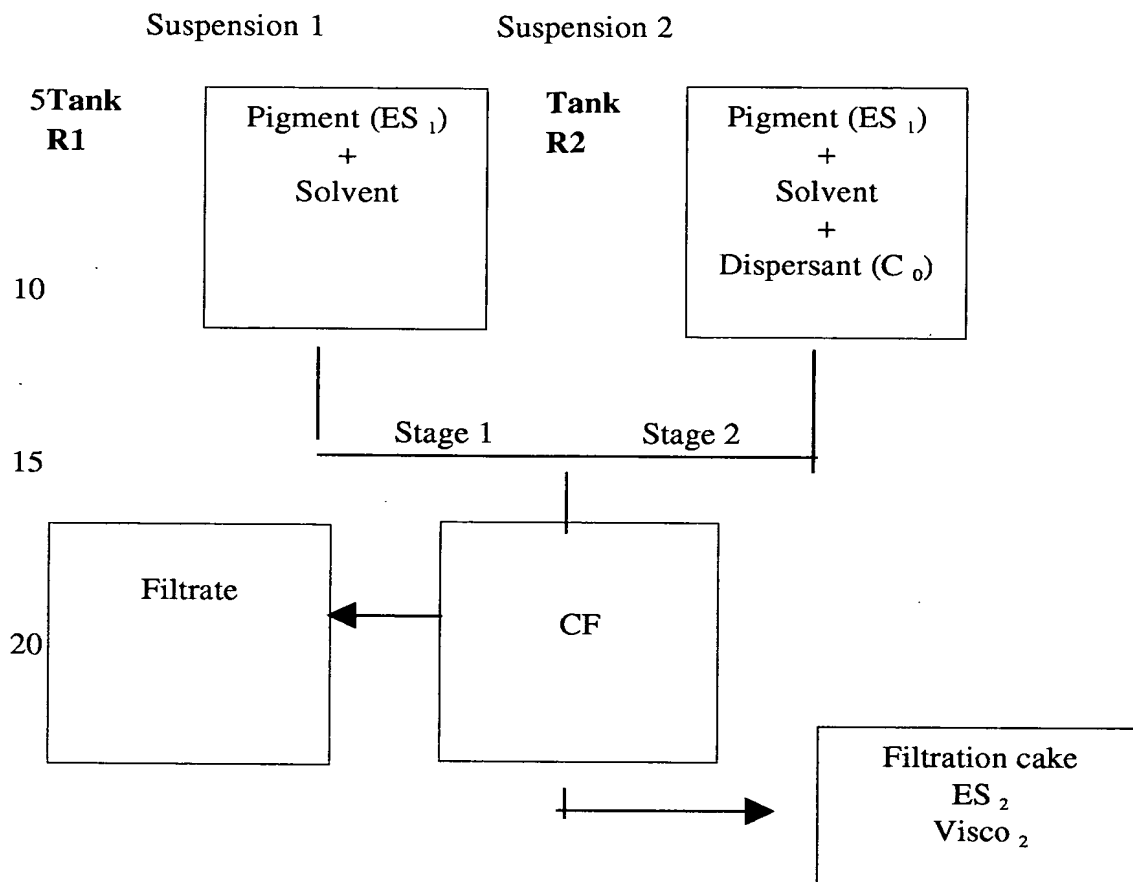 Suspension 1 Suspension 2
5Tank R1
Pigment (ES ₁)
+
Solvent
Tank R2
Pigment (ES ₁)
+
Solvent
+
Dispersant (C ₀)
10
Stage 1 Stage 2
15
Filtrate
CF
20
Filtration cake
ES ₂
Visco ₂